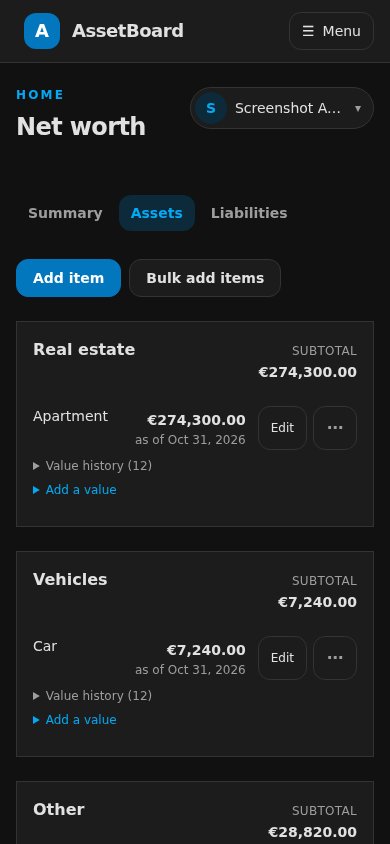 A AssetBoard
☰ Menu
HOME
Net worth
S Screenshot A... ▾
Summary Assets Liabilities
Add item Bulk add items
Real estate
SUBTOTAL
€274,300.00
Apartment
€274,300.00
as of Oct 31, 2026
Edit ...
▶ Value history (12)
▶ Add a value
Vehicles
SUBTOTAL
€7,240.00
Car
€7,240.00
as of Oct 31, 2026
Edit ...
▶ Value history (12)
▶ Add a value
Other
SUBTOTAL
€28,820.00